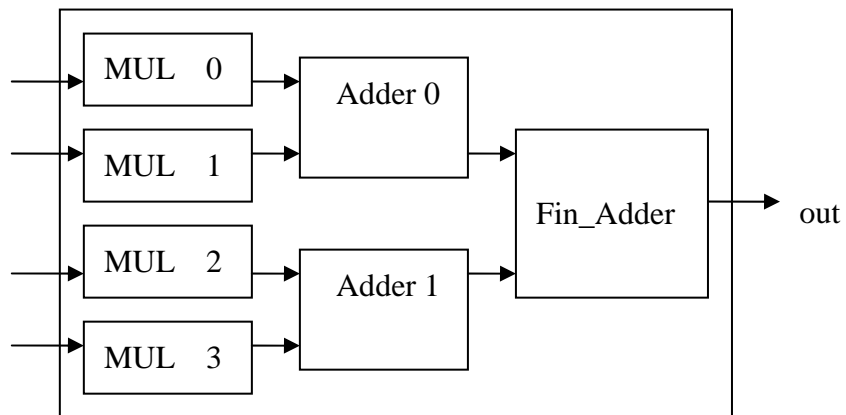 MUL 0
Adder 0
MUL 1
Fin_Adder
out
MUL 2
Adder 1
MUL 3